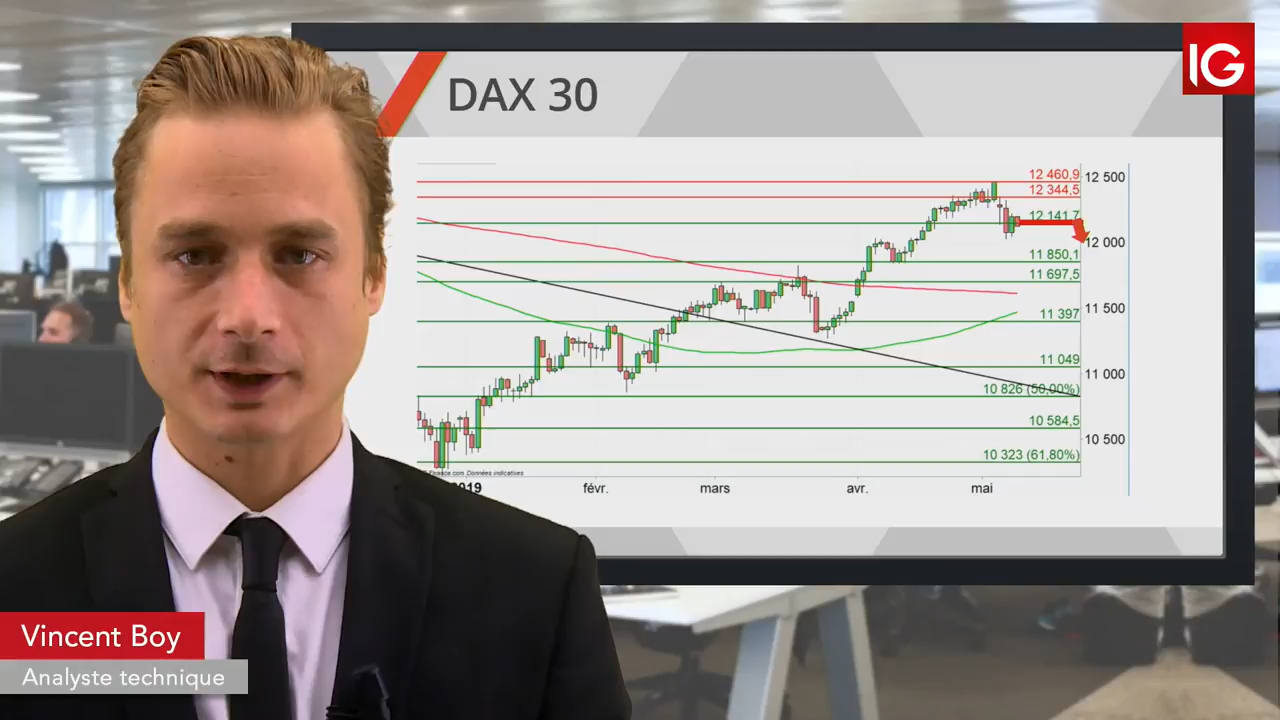 IG
DAX 30
12 460,9
12 344,5
12 141,7
11 850,1
11 697,5
11 397
11 049
10 826 (50,00%)
10 584,5
10 323 (61,80%)
12 500
12 000
11 500
11 000
10 500
Finance.com Données indicatives
2019
févr.
mars
avr.
mai
Vincent Boy
Analyste technique